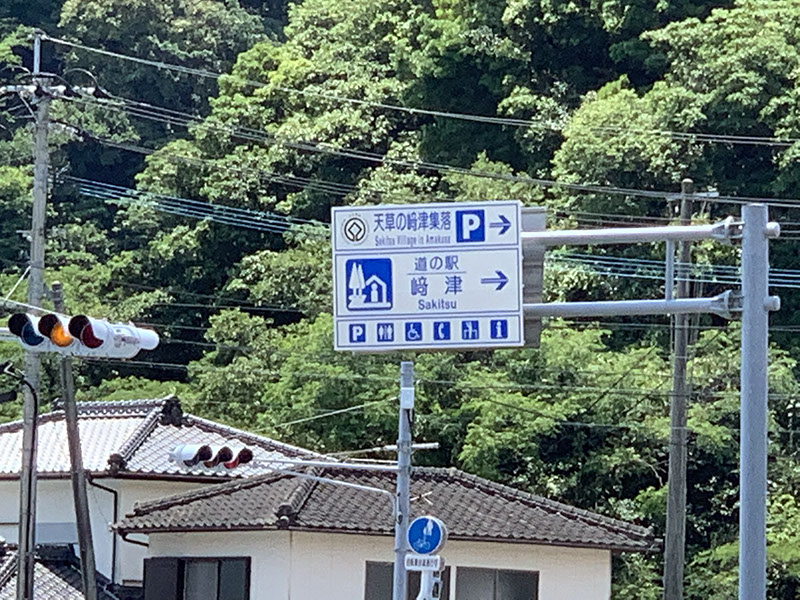 天草の﨑津集落 P
Sakitsu Village in Amakusa
道の駅
﨑津
Sakitsu
P